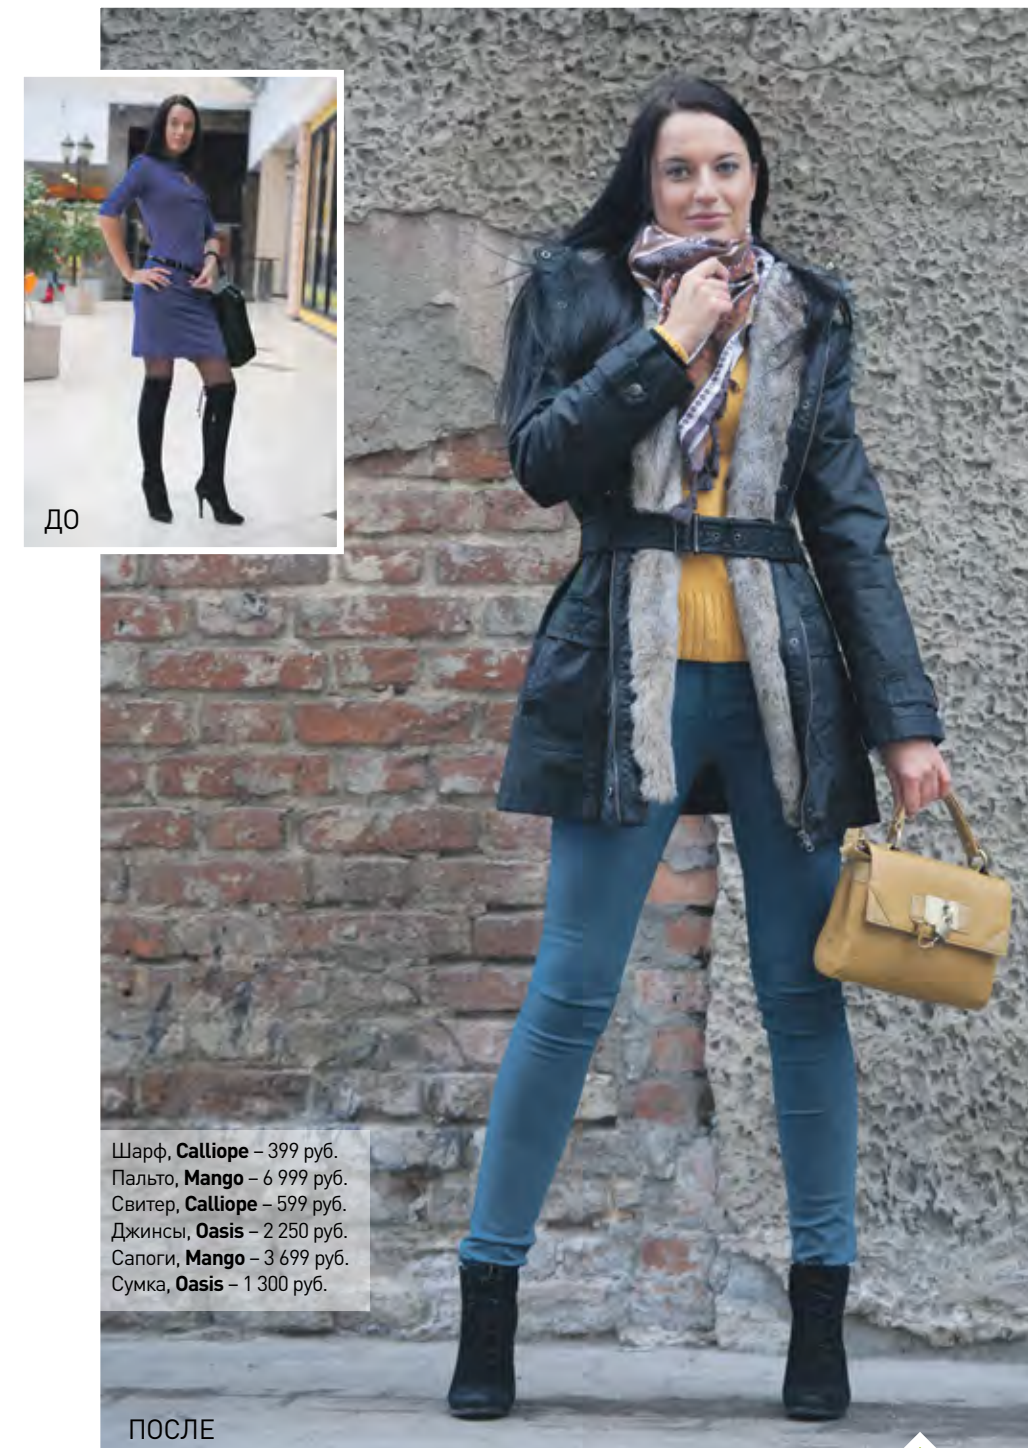 ДО
Шарф, Calliope – 399 руб.
Пальто, Mango – 6 999 руб.
Свитер, Calliope – 599 руб.
Джинсы, Oasis – 2 250 руб.
Сапоги, Mango – 3 699 руб.
Сумка, Oasis – 1 300 руб.
ПОСЛЕ